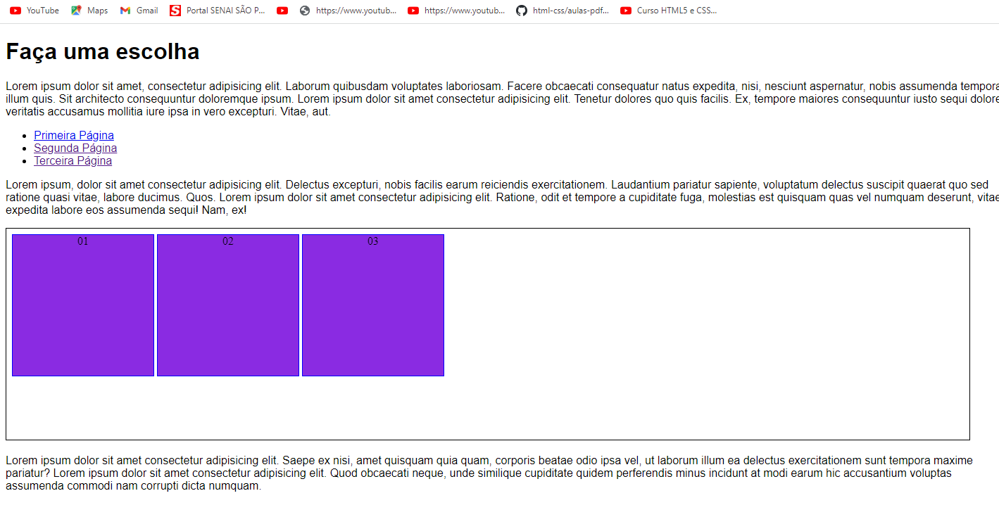 YouTube Maps Gmail Portal SENAI SÃO P... https://www.youtub... https://www.youtub... html-css/aulas-pdf... Curso HTML5 e CSS...
Faça uma escolha
Lorem ipsum dolor sit amet, consectetur adipisicing elit. Laborum quibusdam voluptates laboriosam. Facere obcaecati consequatur natus expedita, nisi, nesciunt aspernatur, nobis assumenda tempora
illum quis. Sit architecto consequuntur doloremque ipsum. Lorem ipsum dolor sit amet consectetur adipisicing elit. Tenetur dolores quo quis facilis. Ex, tempore maiores consequuntur iusto sequi dolore
veritatis accusamus mollitia iure ipsa in vero excepturi. Vitae, aut.
Primeira Página
Segunda Página
Terceira Página
Lorem ipsum, dolor sit amet consectetur adipisicing elit. Delectus excepturi, nobis facilis earum reiciendis exercitationem. Laudantium pariatur sapiente, voluptatum delectus suscipit quaerat quo sed
ratione quasi vitae, labore ducimus. Quos. Lorem ipsum dolor sit amet consectetur adipisicing elit. Ratione, odit et tempore a cupiditate fuga, molestias est quisquam quas vel numquam deserunt, vitae
expedita labore eos assumenda sequi! Nam, ex!
01 02 03
Lorem ipsum dolor sit amet consectetur adipisicing elit. Saepe ex nisi, amet quisquam quia quam, corporis beatae odio ipsa vel, ut laborum illum ea delectus exercitationem sunt tempora maxime
pariatur? Lorem ipsum dolor sit amet consectetur adipisicing elit. Quod obcaecati neque, unde similique cupiditate quidem perferendis minus incidunt at modi earum hic accusantium voluptas
assumenda commodi nam corrupti dicta numquam.